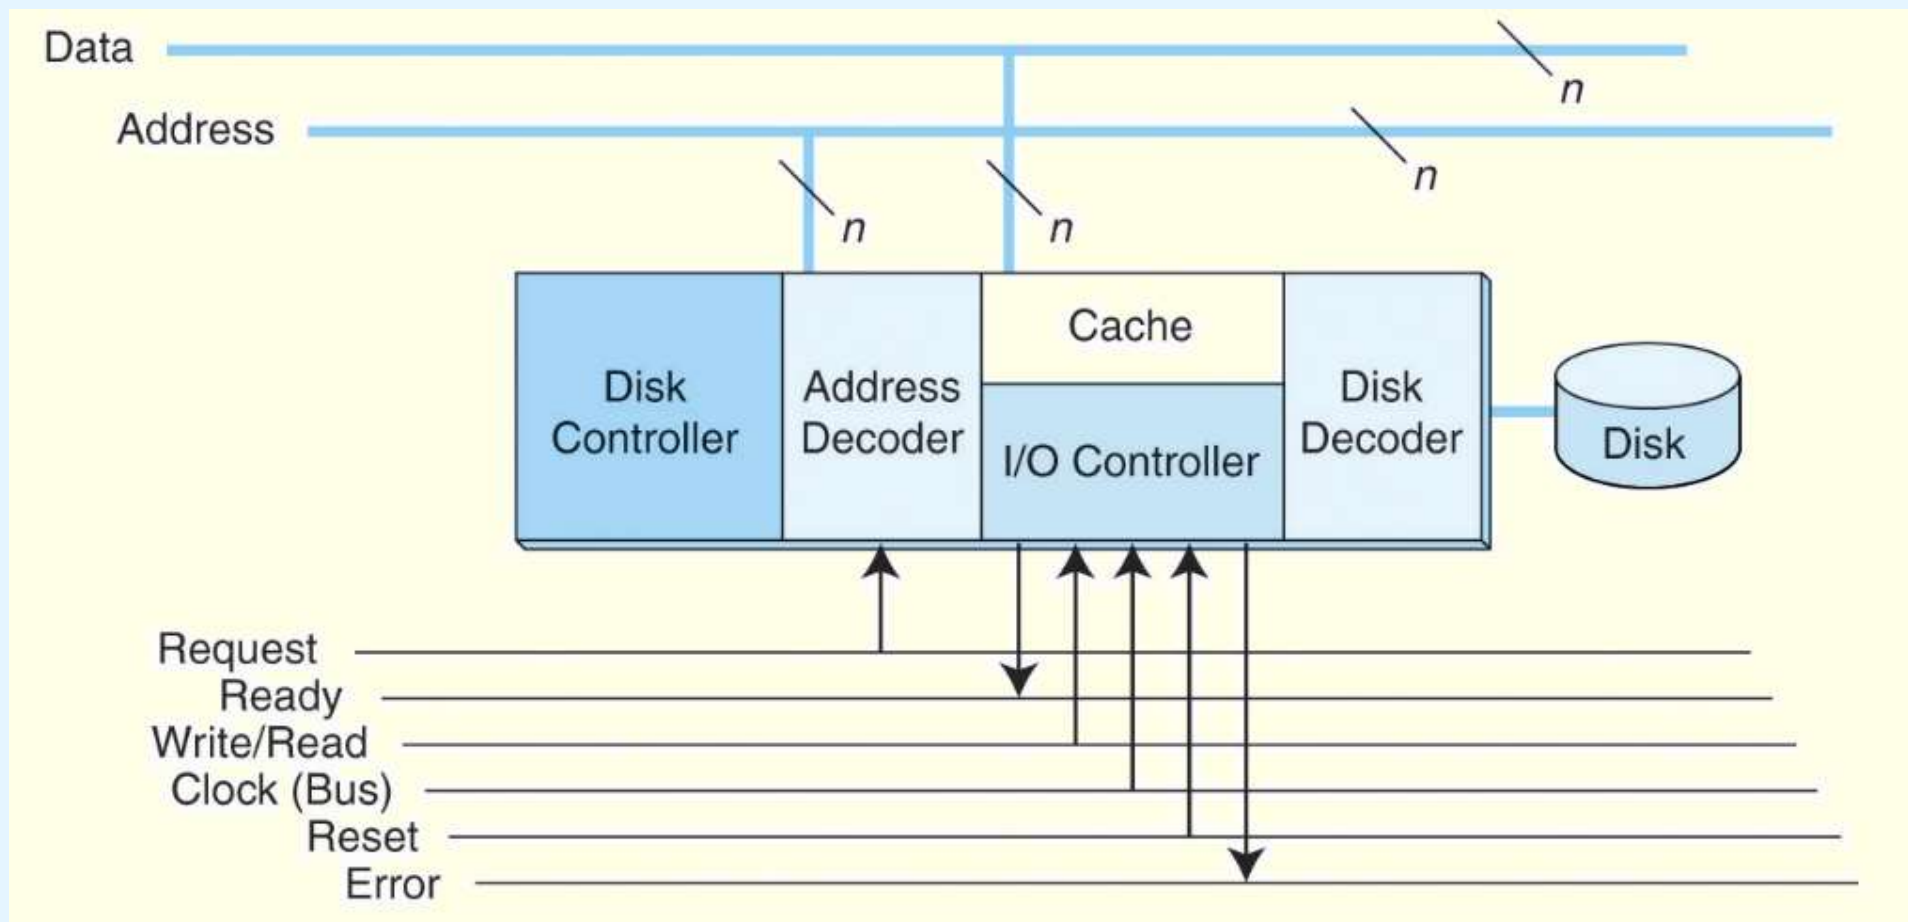 Data
n
Address
n
n
n
Disk
Controller
Address
Decoder
Cache
I/O Controller
Disk
Decoder
Disk
Request
Ready
Write/Read
Clock (Bus)
Reset
Error